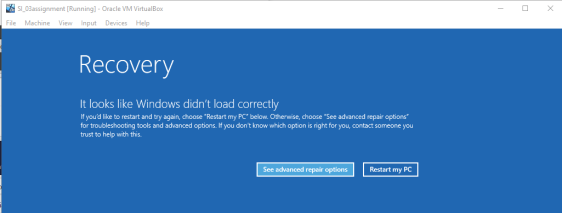 SI_03assignment [Running] - Oracle VM VirtualBox
File Machine View Input Devices Help
Recovery
It looks like Windows didn't load correctly
If you'd like to restart and try again, choose "Restart my PC" below. Otherwise, choose "See advanced repair options"
for troubleshooting tools and advanced options. If you don't know which option is right for you, contact someone you
trust to help with this.
See advanced repair options Restart my PC